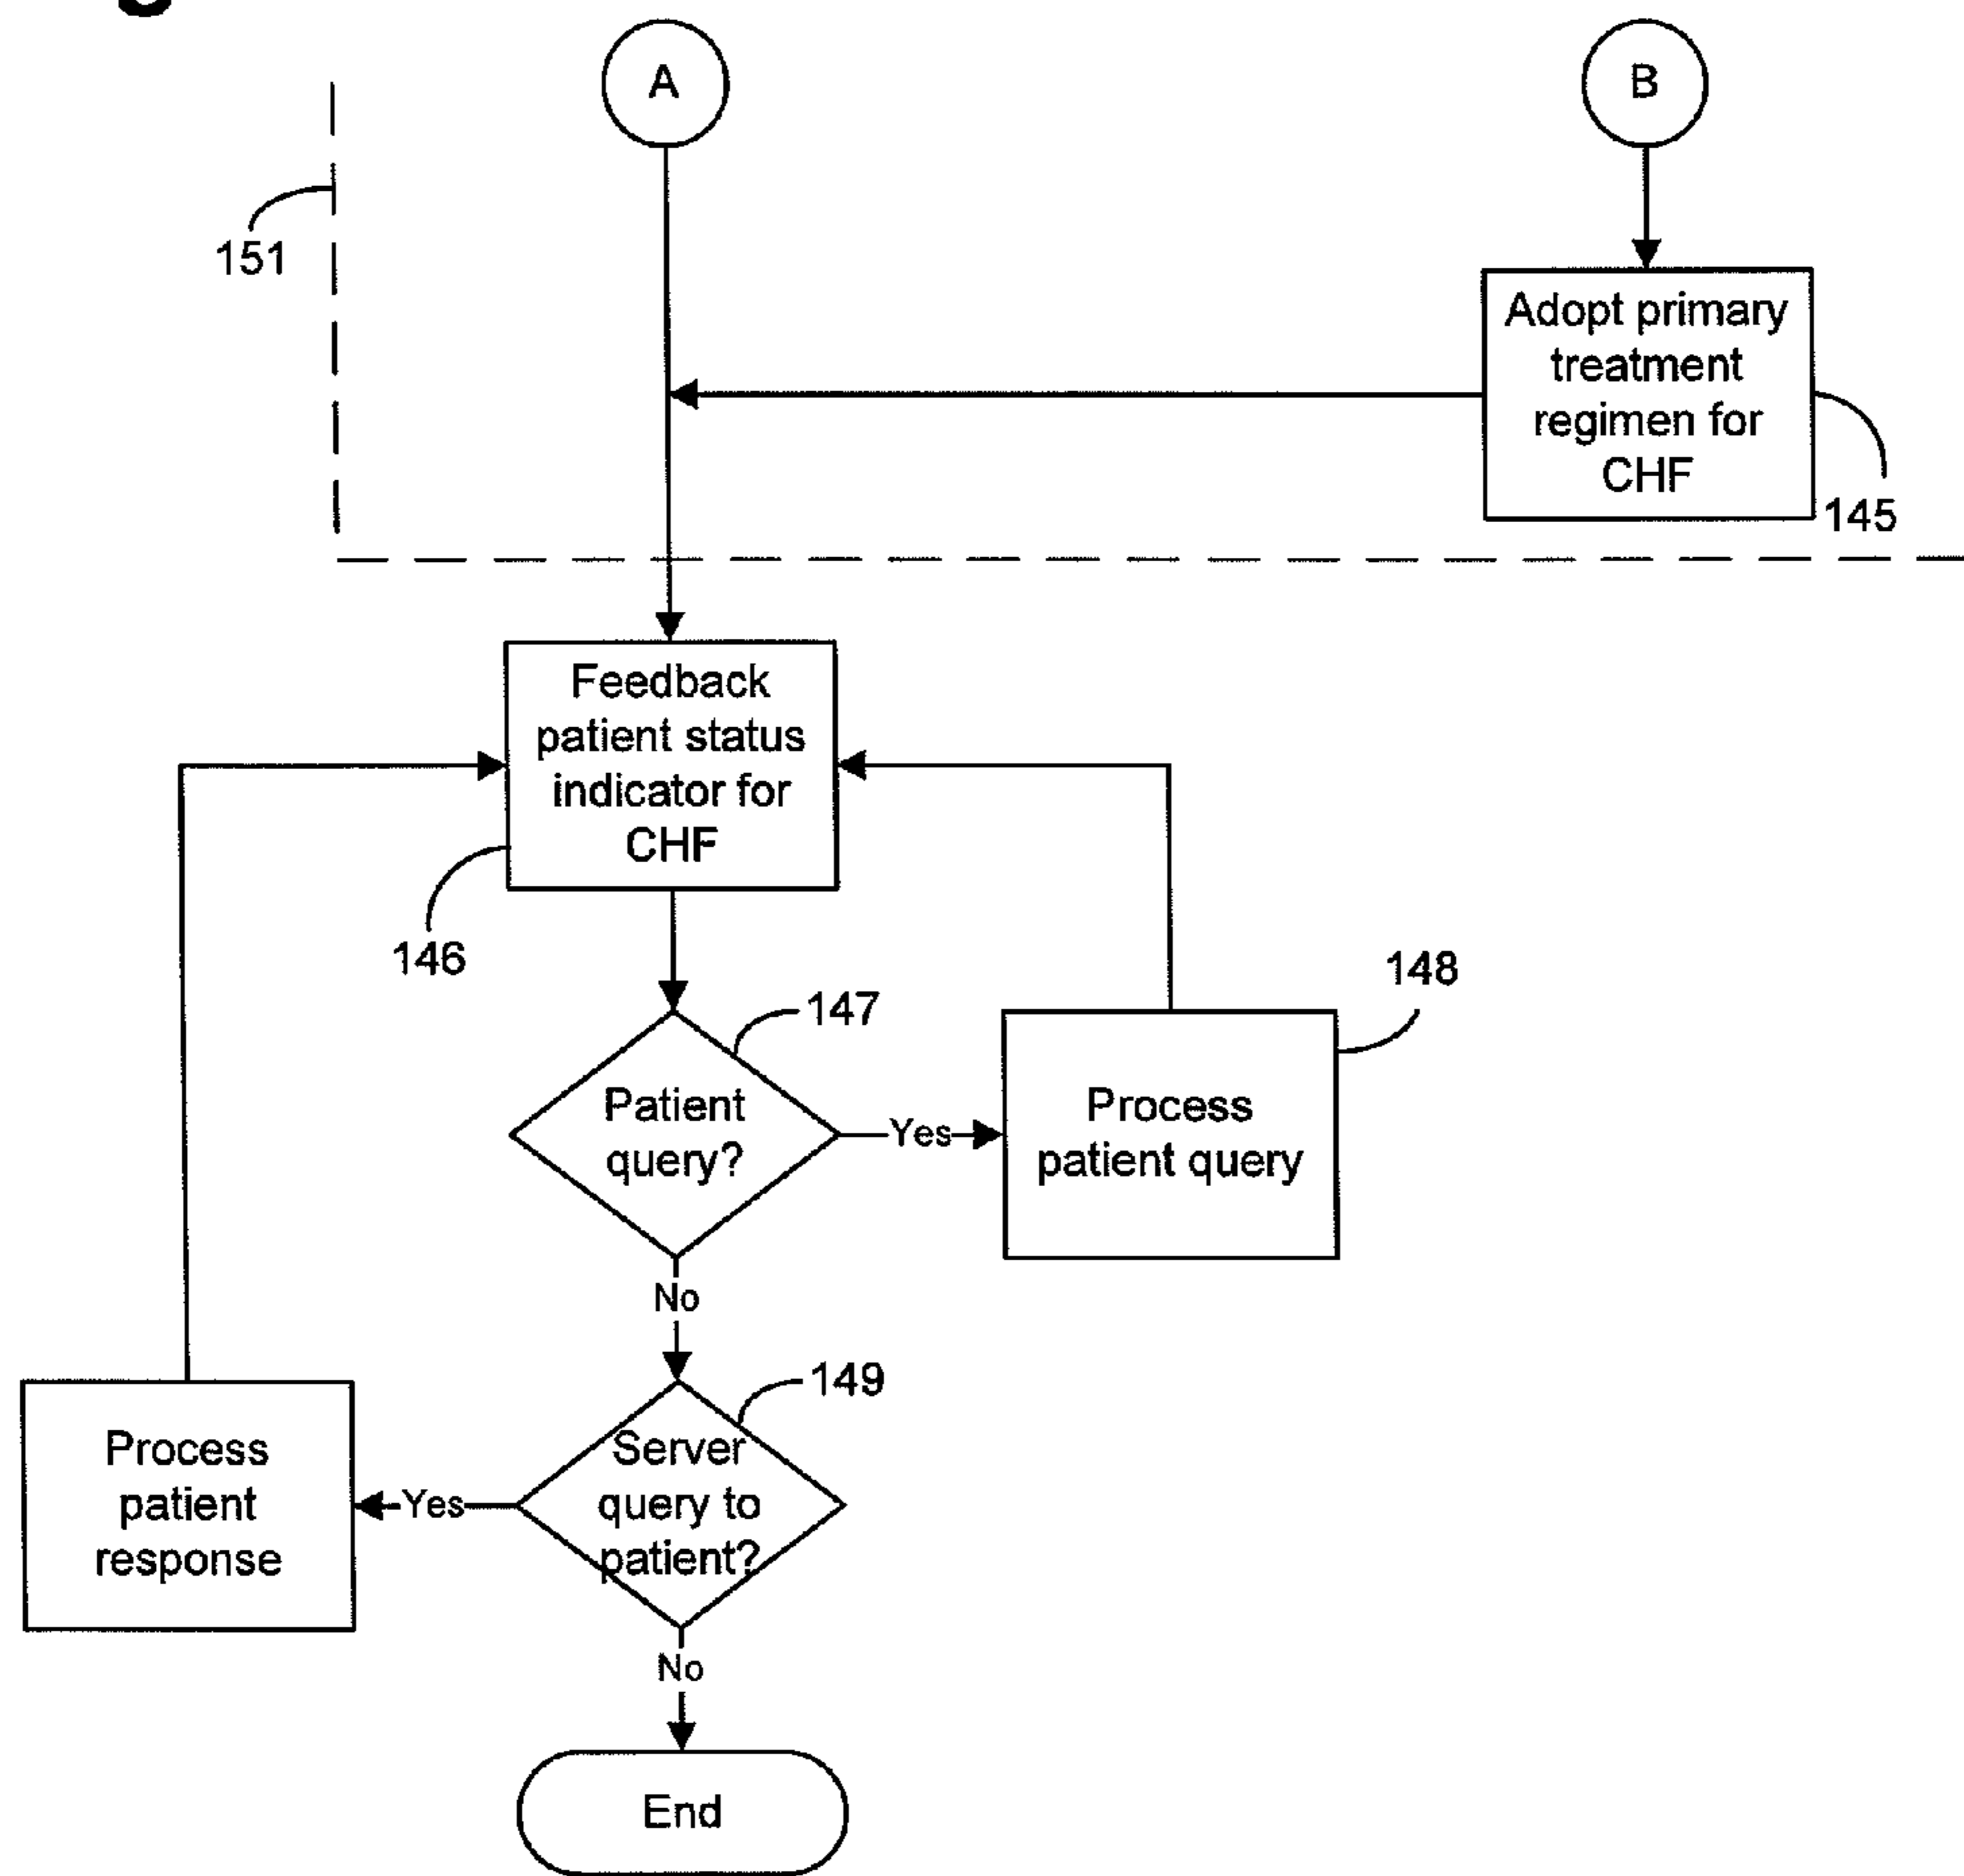 A
B
151
Adopt primary
treatment
regimen for
CHF
145
Feedback
patient status
indicator for
CHF
146
148
147
Patient
query?
Yes
Process
patient query
No
149
Process
patient
response
Yes
Server
query to
patient?
No
End